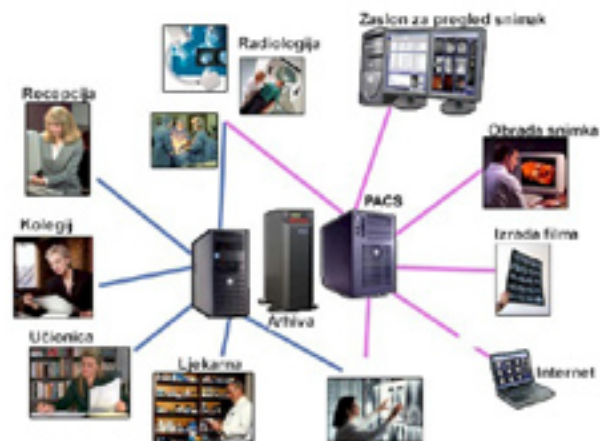 Zaslon za pregled snimak
Radiologija
Recepcija
Obrada snimka
PACS
Kolegij
Izrada filma
Arhiva
Učionica
Ljekarna
Internet